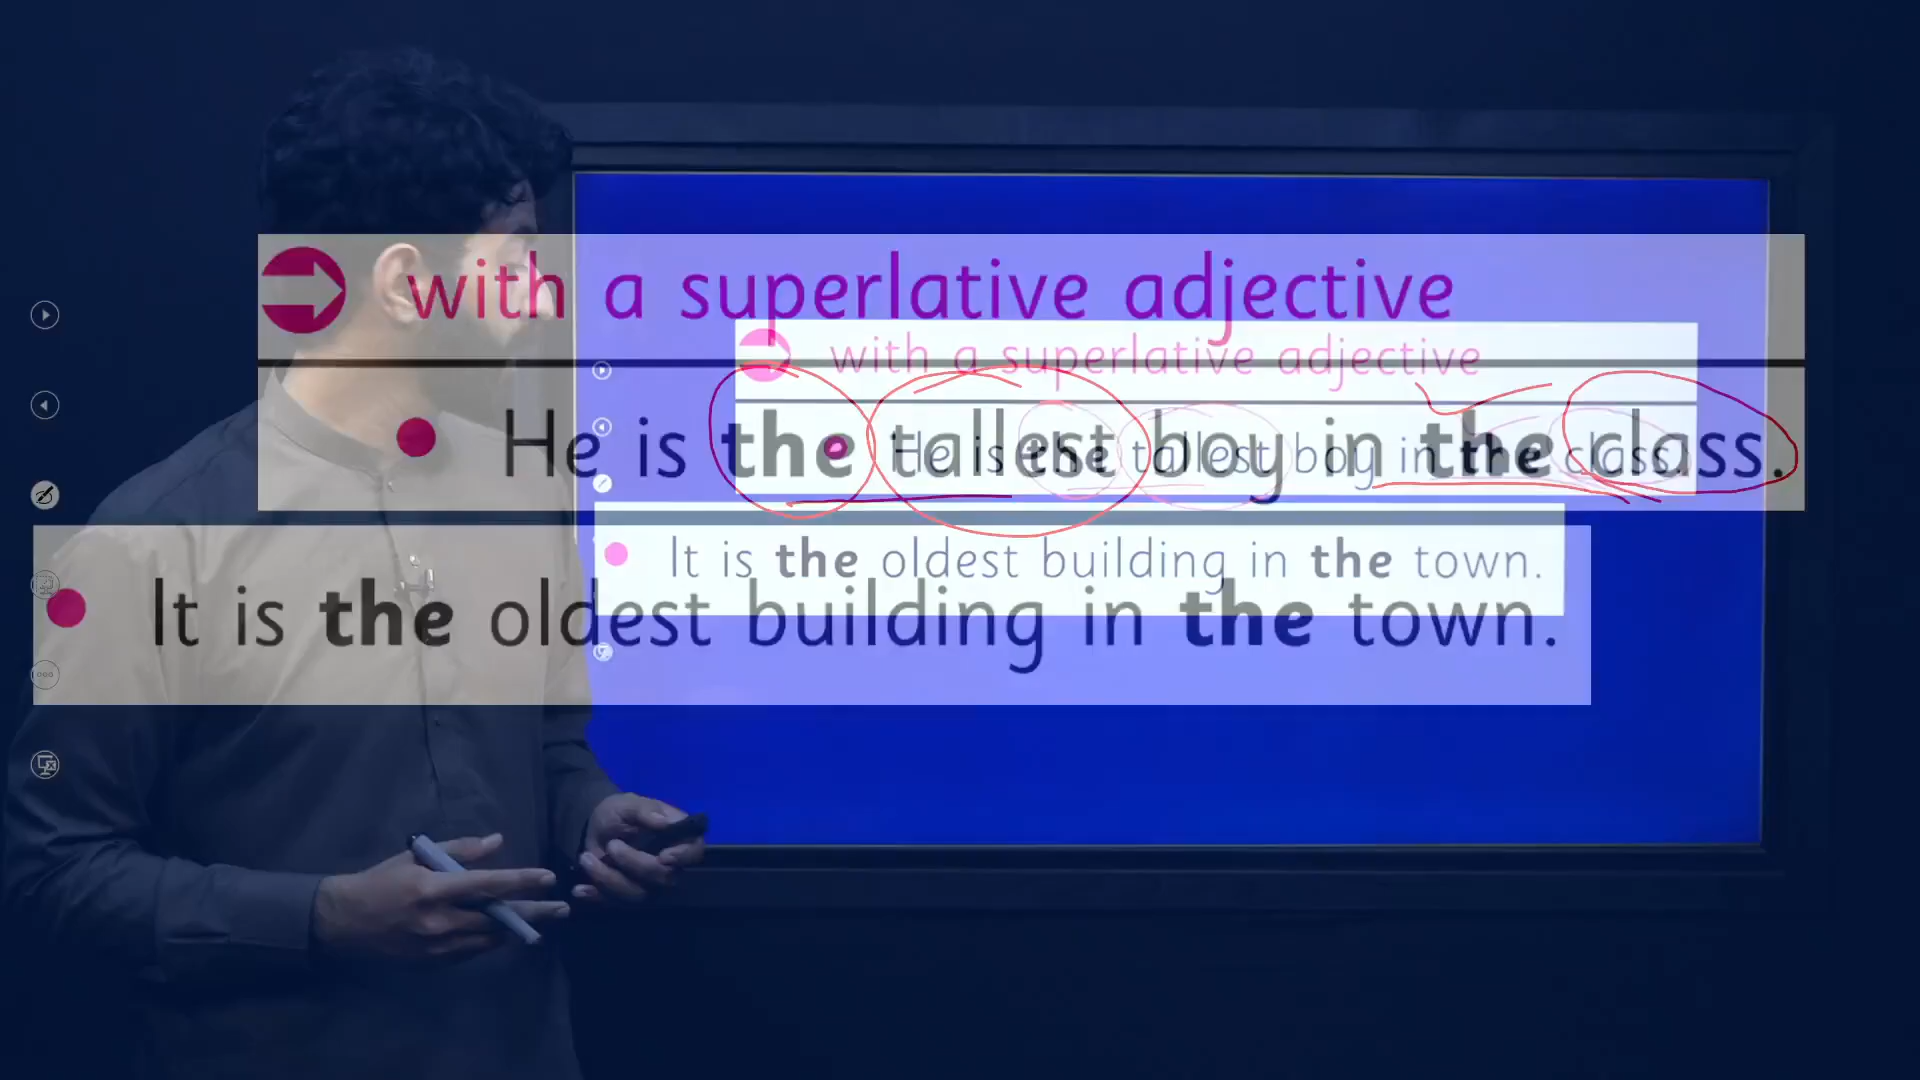 with a superlative adjective
with a superlative adjective
He is the tallest boy in the class.
He is the tallest boy in the class.
It is the oldest building in the town.
It is the oldest building in the town.